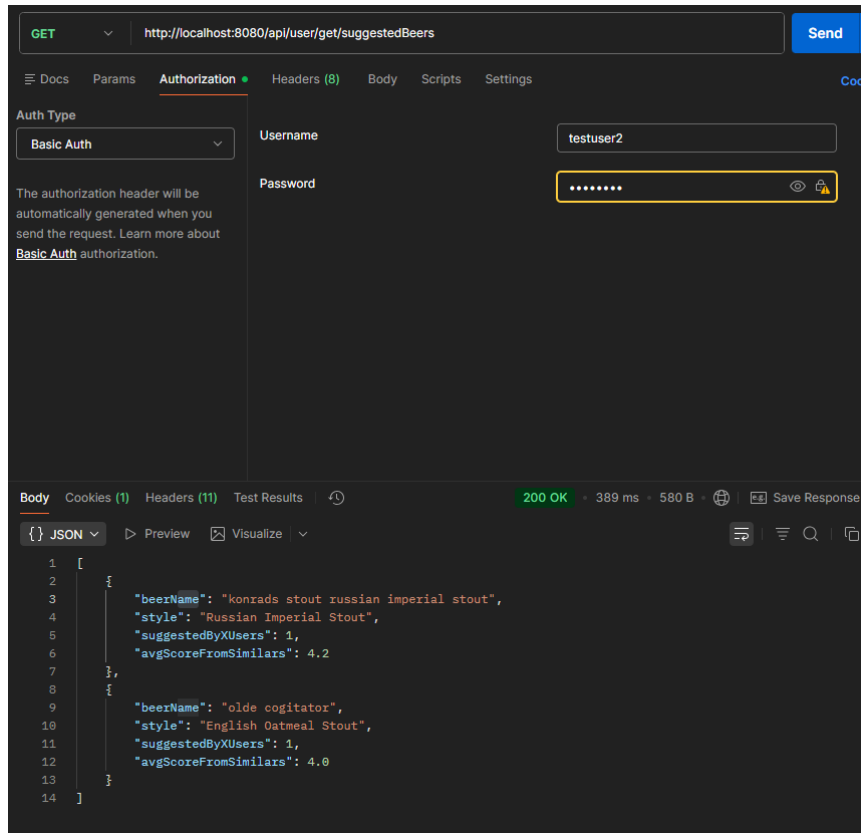 GET http://localhost:8080/api/user/get/suggestedBeers Send
Docs Params Authorization Headers (8) Body Scripts Settings
Auth Type
Basic Auth
The authorization header will be
automatically generated when you
send the request. Learn more about
Basic Auth authorization.
Username testuser2
Password ••••••••
Body Cookies (1) Headers (11) Test Results 200 OK • 389 ms • 580 B • e.g. Save Response
{} JSON Preview Visualize
1 [
2 {
3 "beerName": "konrads stout russian imperial stout",
4 "style": "Russian Imperial Stout",
5 "suggestedByXUsers": 1,
6 "avgScoreFromSimilars": 4.2
7 },
8 {
9 "beerName": "olde cogitator",
10 "style": "English Oatmeal Stout",
11 "suggestedByXUsers": 1,
12 "avgScoreFromSimilars": 4.0
13 }
14 ]